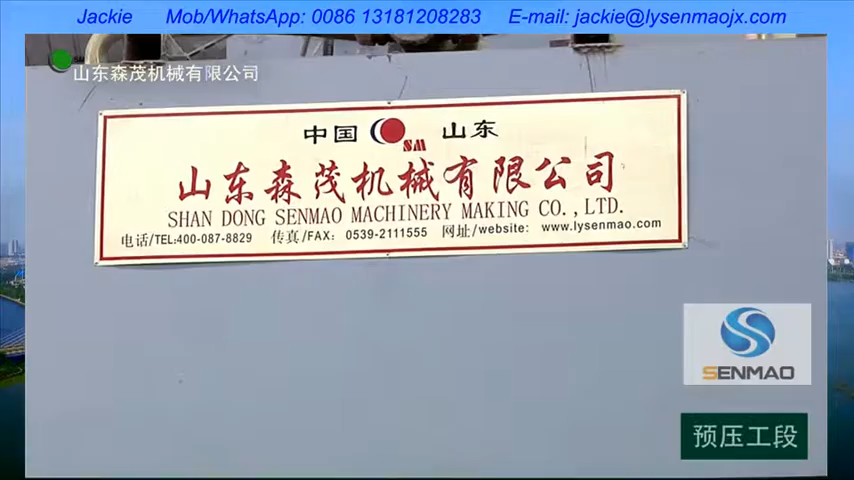 Jackie Mob/WhatsApp: 0086 13181208283 E-mail: jackie@lysenmaojx.com
山东森茂机械有限公司
中国 SM 山东
山东森茂机械有限公司
SHAN DONG SENMAO MACHINERY MAKING CO.,LTD.
电话/TEL:400-087-8829 传真/FAX: 0539-2111555 网址/website: www.lysenmao.com
SENMAO
预压工段